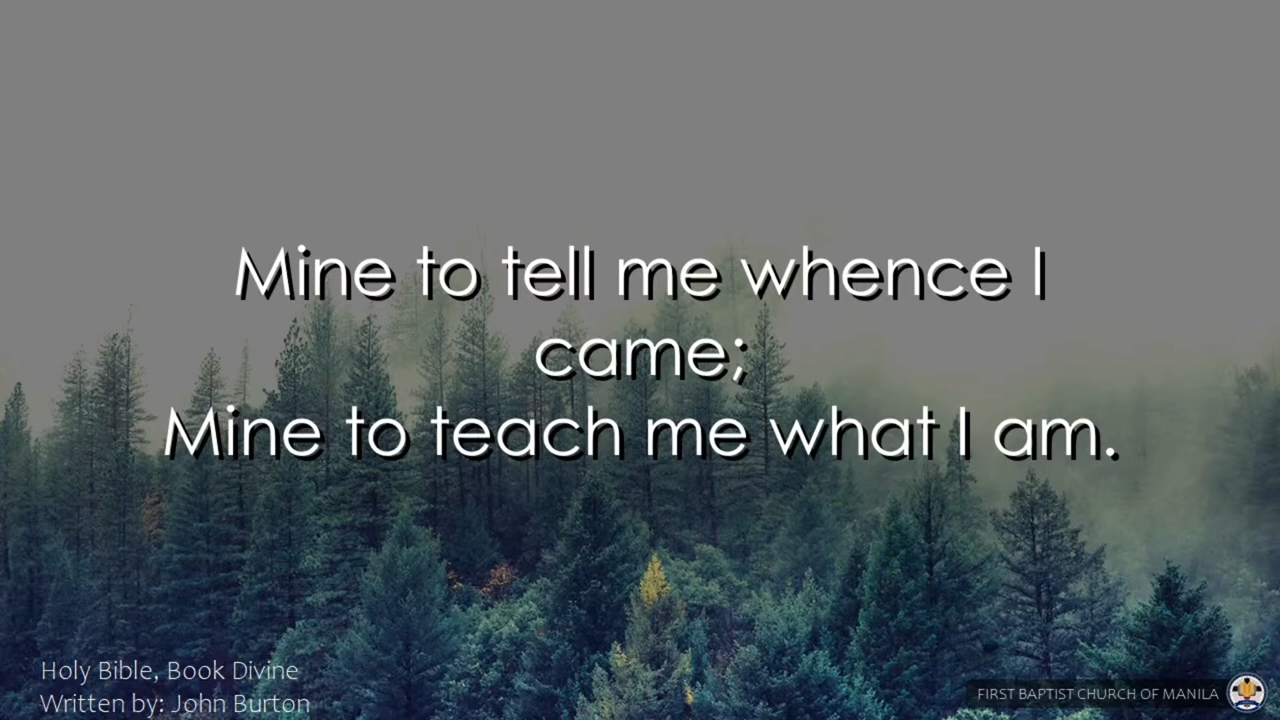 Mine to tell me whence I
came;
Mine to teach me what I am.
Holy Bible, Book Divine
Written by: John Burton
FIRST BAPTIST CHURCH OF MANILA